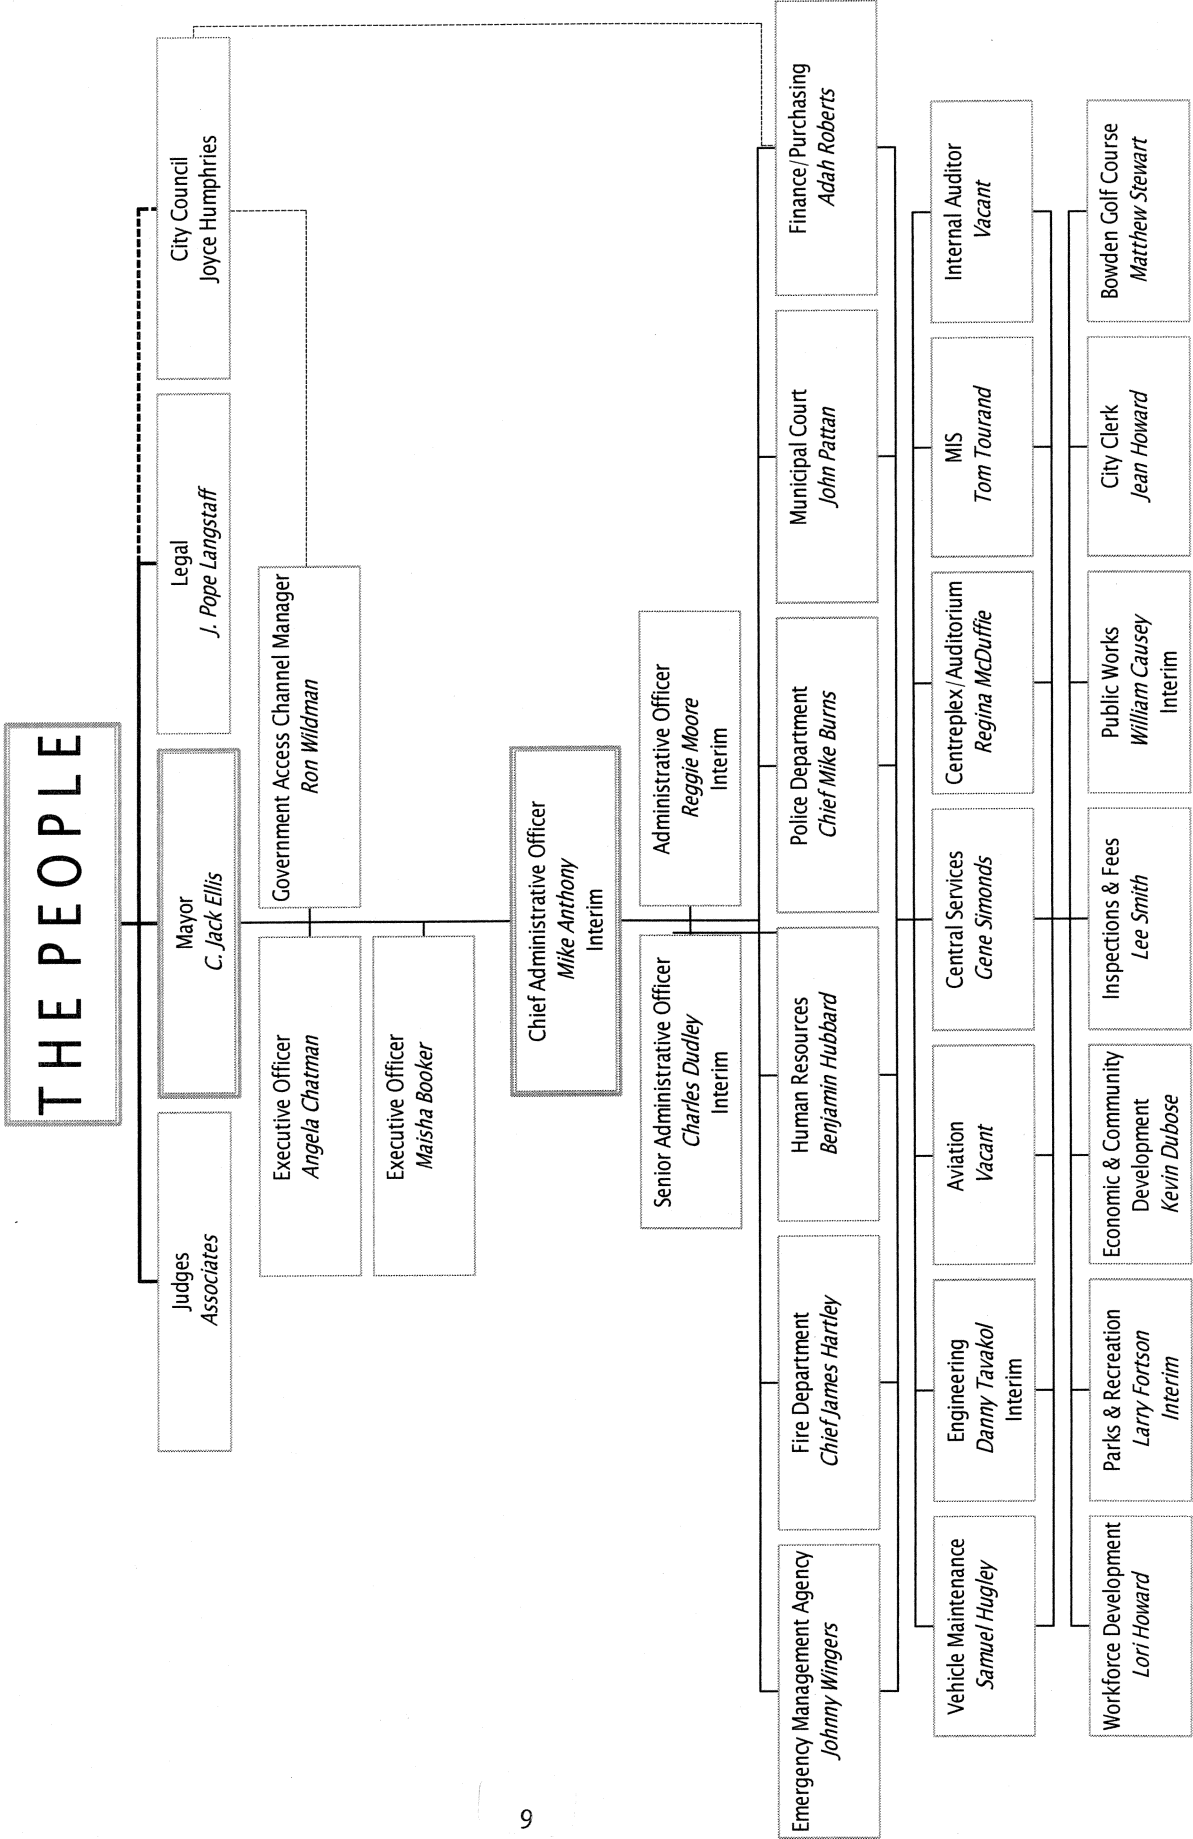 THE PEOPLE
Judges
Associates
Mayor
C. Jack Ellis
Legal
J. Pope Langstaff
City Council
Joyce Humphries
Executive Officer
Angela Chatman
Government Access Channel Manager
Ron Wildman
Executive Officer
Maisha Booker
Chief Administrative Officer
Mike Anthony
Interim
Senior Administrative Officer
Charles Dudley
Interim
Administrative Officer
Reggie Moore
Interim
Emergency Management Agency
Johnny Wingers
Fire Department
Chief James Hartley
Human Resources
Benjamin Hubbard
Police Department
Chief Mike Burns
Municipal Court
John Pattan
Finance/Purchasing
Adah Roberts
Vehicle Maintenance
Samuel Hugley
Engineering
Danny Tavakol
Interim
Aviation
Vacant
Central Services
Gene Simonds
Centreplex/Auditorium
Regina McDuffie
MIS
Tom Tourand
Internal Auditor
Vacant
Workforce Development
Lori Howard
Parks & Recreation
Larry Fortson
Interim
Economic & Community
Development
Kevin Dubose
Inspections & Fees
Lee Smith
Public Works
William Causey
Interim
City Clerk
Jean Howard
Bowden Golf Course
Matthew Stewart
9